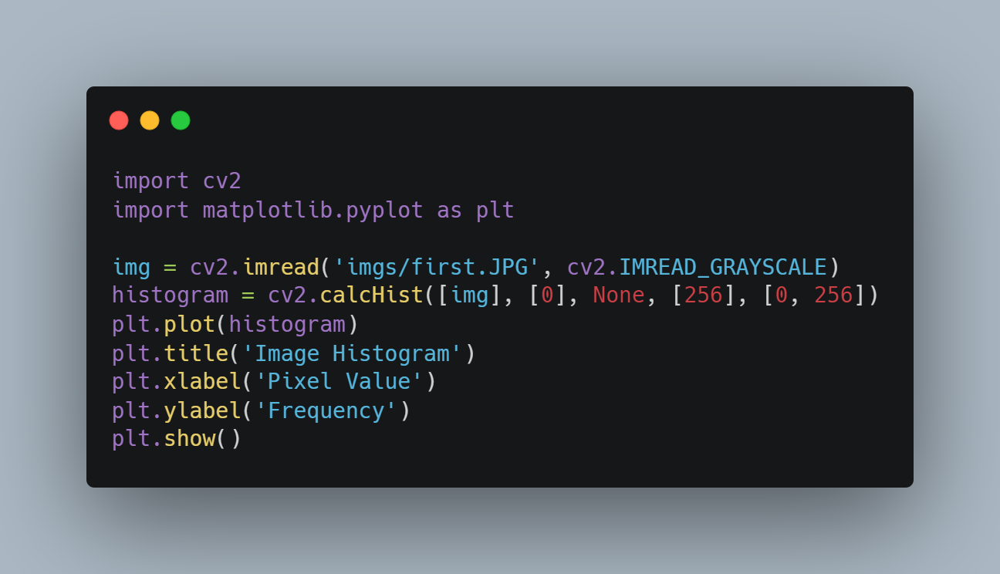 import cv2
import matplotlib.pyplot as plt

img = cv2.imread('imgs/first.JPG', cv2.IMREAD_GRAYSCALE)
histogram = cv2.calcHist([img], [0], None, [256], [0, 256])
plt.plot(histogram)
plt.title('Image Histogram')
plt.xlabel('Pixel Value')
plt.ylabel('Frequency')
plt.show()